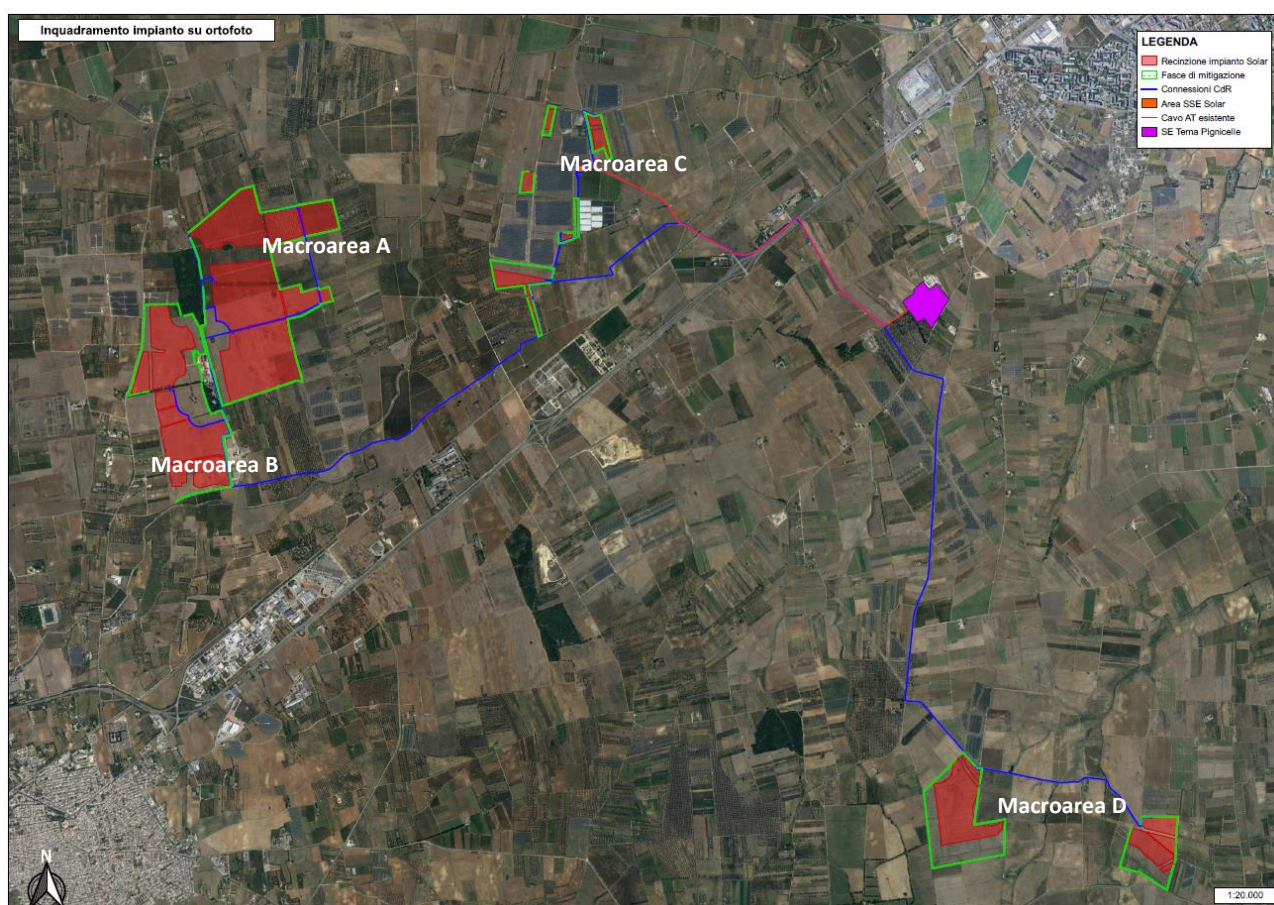 Inquadramento impianto su ortofoto
LEGENDA
Recinzione impianto Solar
Fasce di mitigazione
Connessioni CdR
Area SSE Solar
Cavo AT esistente
SE Terna Pignicelle
Macroarea C
Macroarea A
Macroarea B
Macroarea D
N
1:20.000